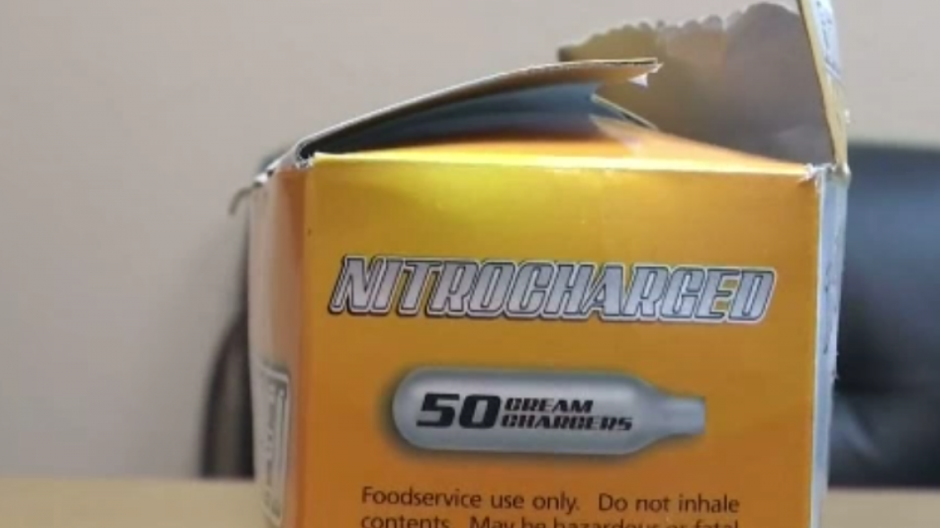 NITROCHARGED
50 CREAM
CHARGERS
Foodservice use only. Do not inhale
contents. May be hazardous or fatal